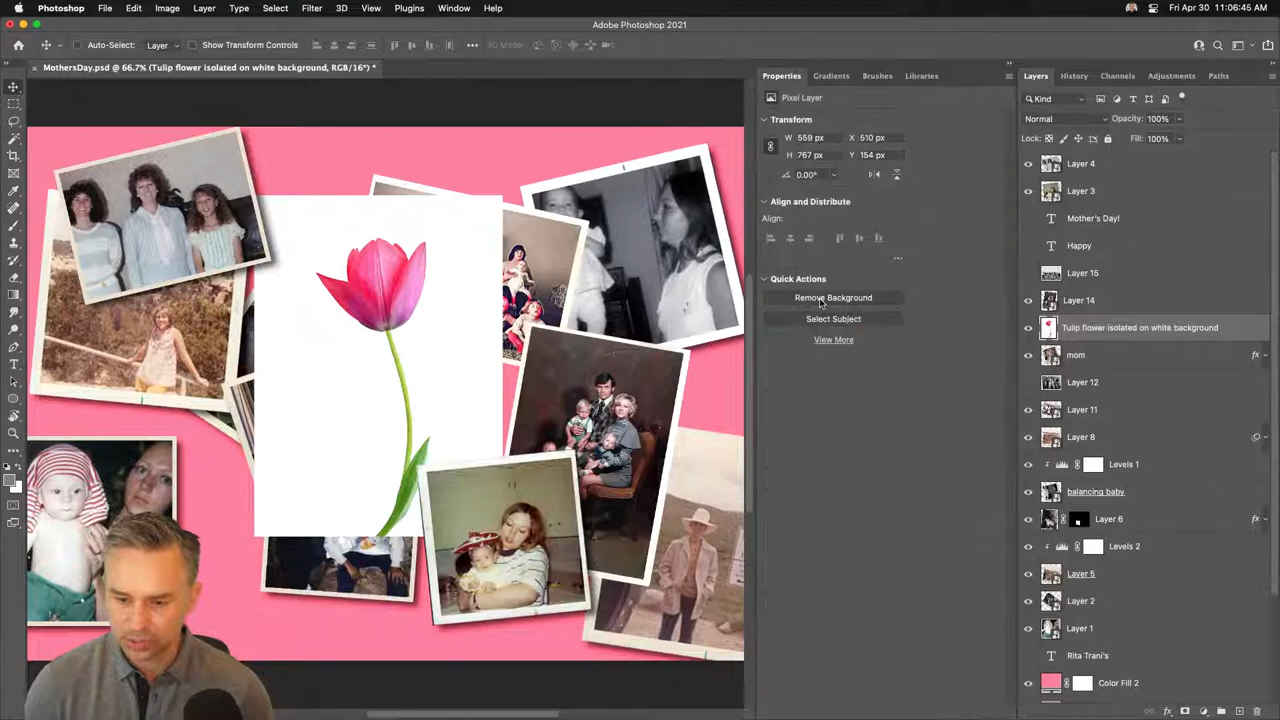 Photoshop File Edit Image Layer Type Select Filter 3D View Plugins Window Help Fri Apr 30 11:06:45 AM
Adobe Photoshop 2021
Auto-Select: Layer Show Transform Controls 3D Mode:
MothersDay.psd @ 66.7% (Tulip flower isolated on white background, RGB/16*) *
Properties Gradients Brushes Libraries
Pixel Layer
Transform
W 559 px X 510 px
H 767 px Y 154 px
0.00°
Align and Distribute
Align:
Quick Actions
Remove Background
Select Subject
View More
Layers History Channels Adjustments Paths
Kind
Normal Opacity: 100%
Lock: Fill: 100%
Layer 4
Layer 3
Mother's Day!
Happy
Layer 15
Layer 14
Tulip flower isolated on white background
mom fx
Layer 12
Layer 11
Layer 8
Levels 1
balancing baby
Layer 6 fx
Levels 2
Layer 5
Layer 2
Layer 1
Rita Trani's
Color Fill 2
fx